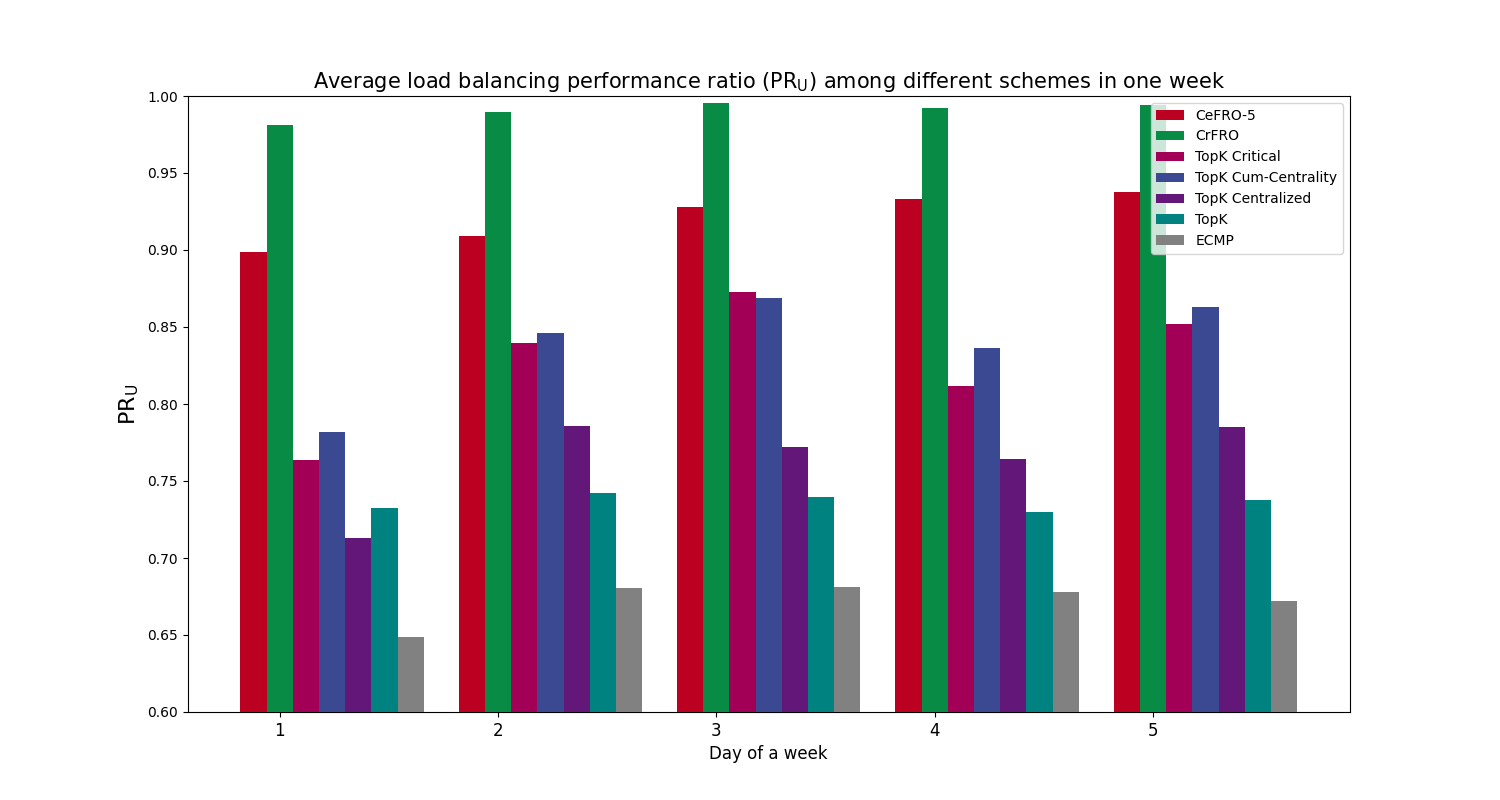 Average load balancing performance ratio (PR_U) among different schemes in one week
1.00
0.95
0.90
0.85
0.80
0.75
0.70
0.65
0.60
PR_U
CeFRO-5
CrFRO
TopK Critical
TopK Cum-Centrality
TopK Centralized
TopK
ECMP
1 2 3 4 5
Day of a week